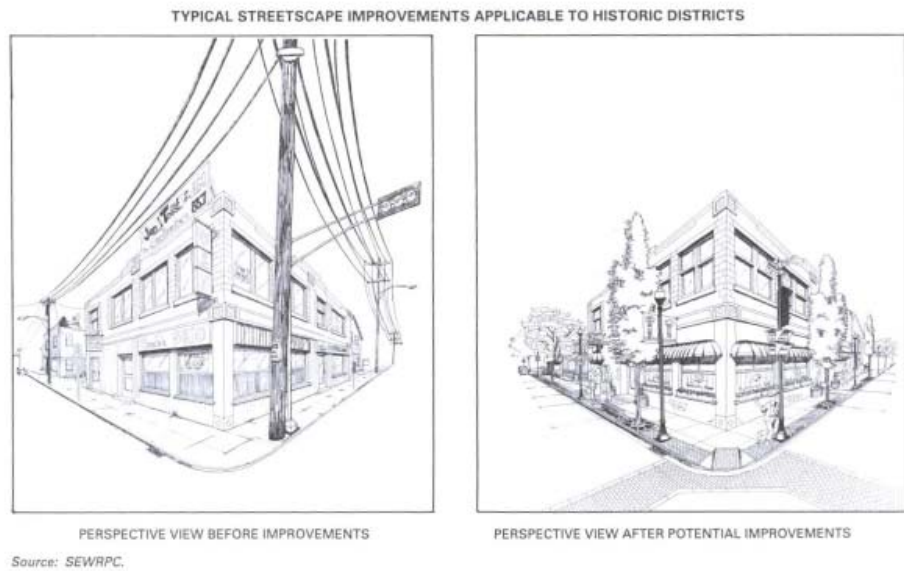 TYPICAL STREETSCAPE IMPROVEMENTS APPLICABLE TO HISTORIC DISTRICTS
PERSPECTIVE VIEW BEFORE IMPROVEMENTS
PERSPECTIVE VIEW AFTER POTENTIAL IMPROVEMENTS
Source: SEWRPC.